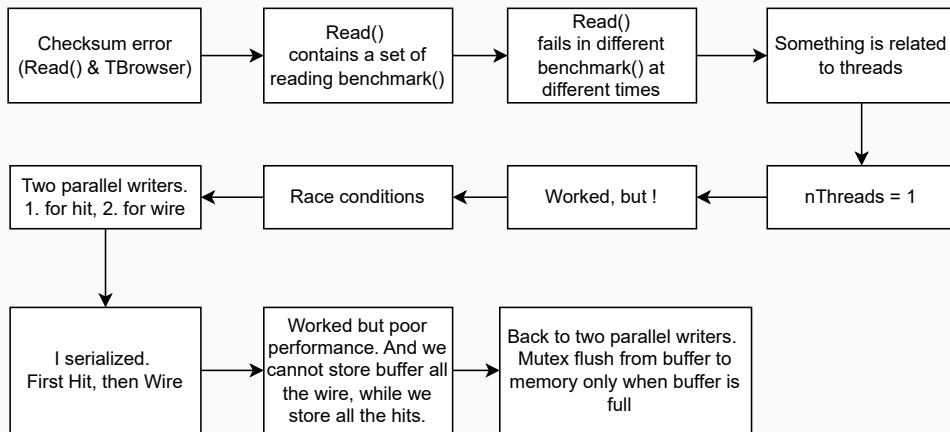 Checksum error
(Read() & TBrowser)
Read()
contains a set of
reading benchmark()
Read()
fails in different
benchmark() at
different times
Something is related
to threads
nThreads = 1
Worked, but !
Race conditions
Two parallel writers.
1. for hit, 2. for wire
I serialized.
First Hit, then Wire
Worked but poor
performance. And we
cannot store buffer all
the wire, while we
store all the hits.
Back to two parallel writers.
Mutex flush from buffer to
memory only when buffer is
full